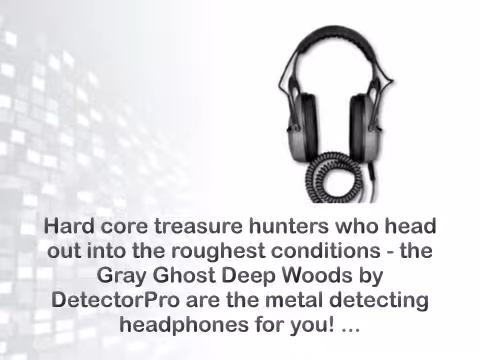 Hard core treasure hunters who head
out into the roughest conditions - the
Gray Ghost Deep Woods by
DetectorPro are the metal detecting
headphones for you! ...